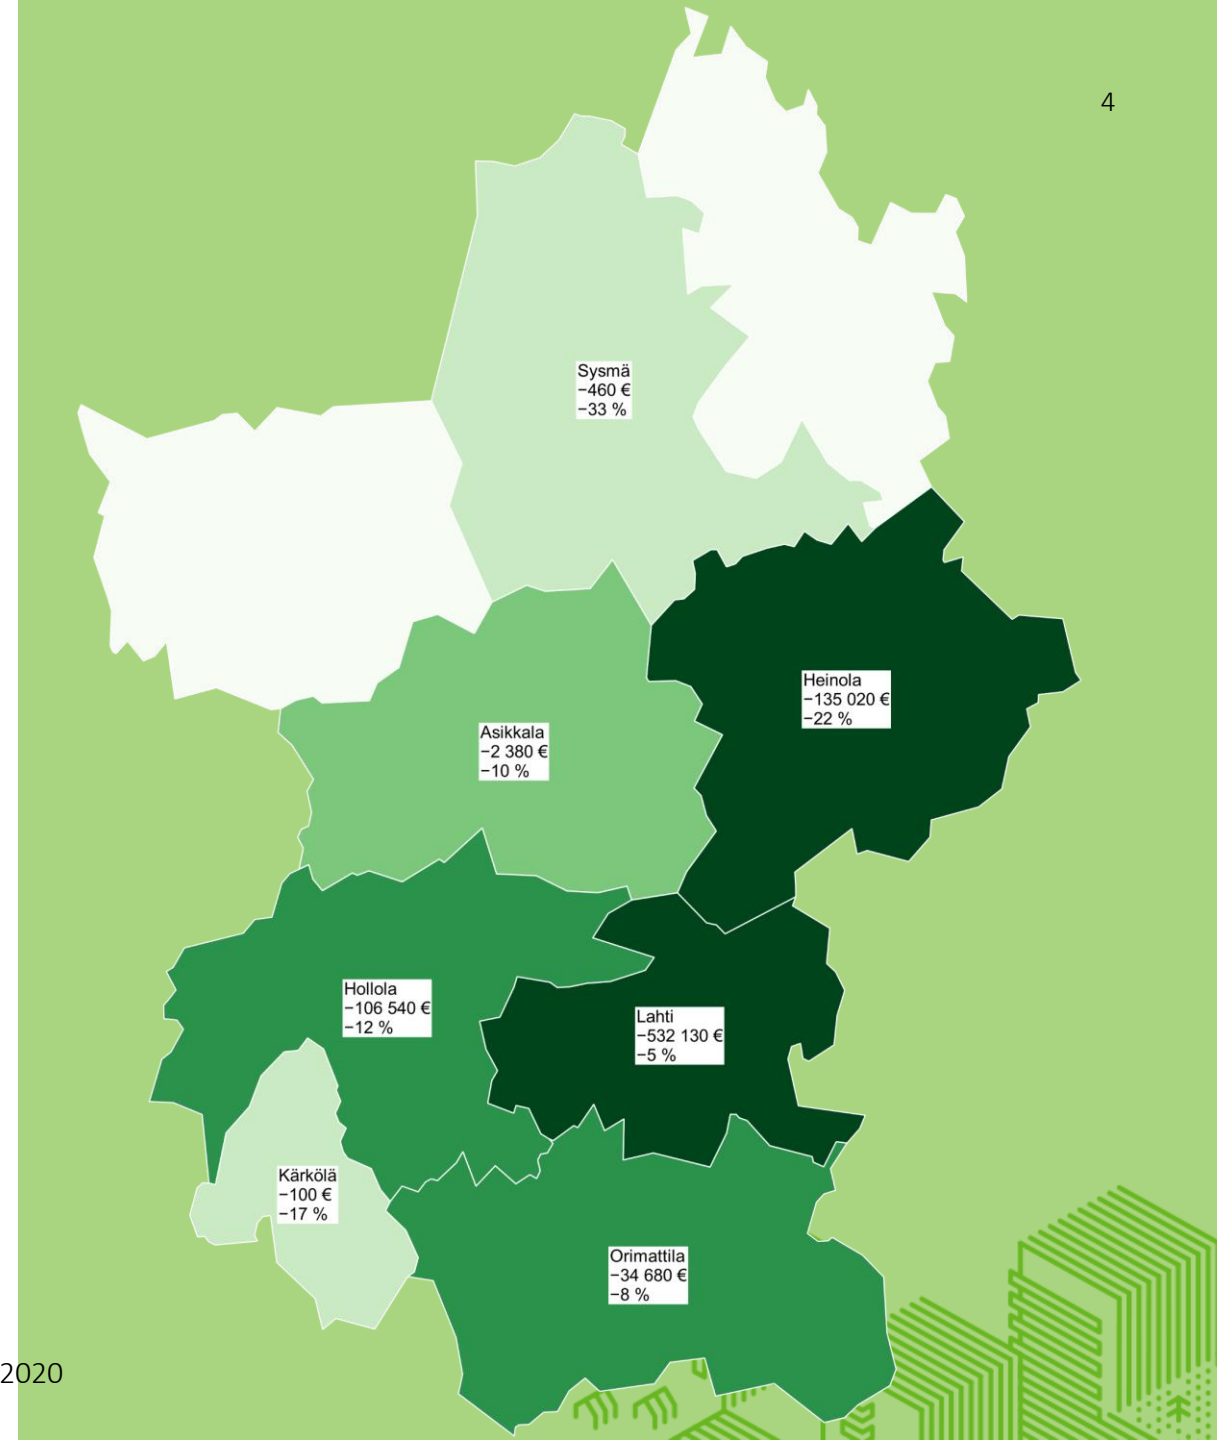 4
Sysmä
−460 €
−33 %
Heinola
−135 020 €
−22 %
Asikkala
−2 380 €
−10 %
Hollola
−106 540 €
−12 %
Lahti
−532 130 €
−5 %
Kärkölä
−100 €
−17 %
Orimattila
−34 680 €
−8 %
2020